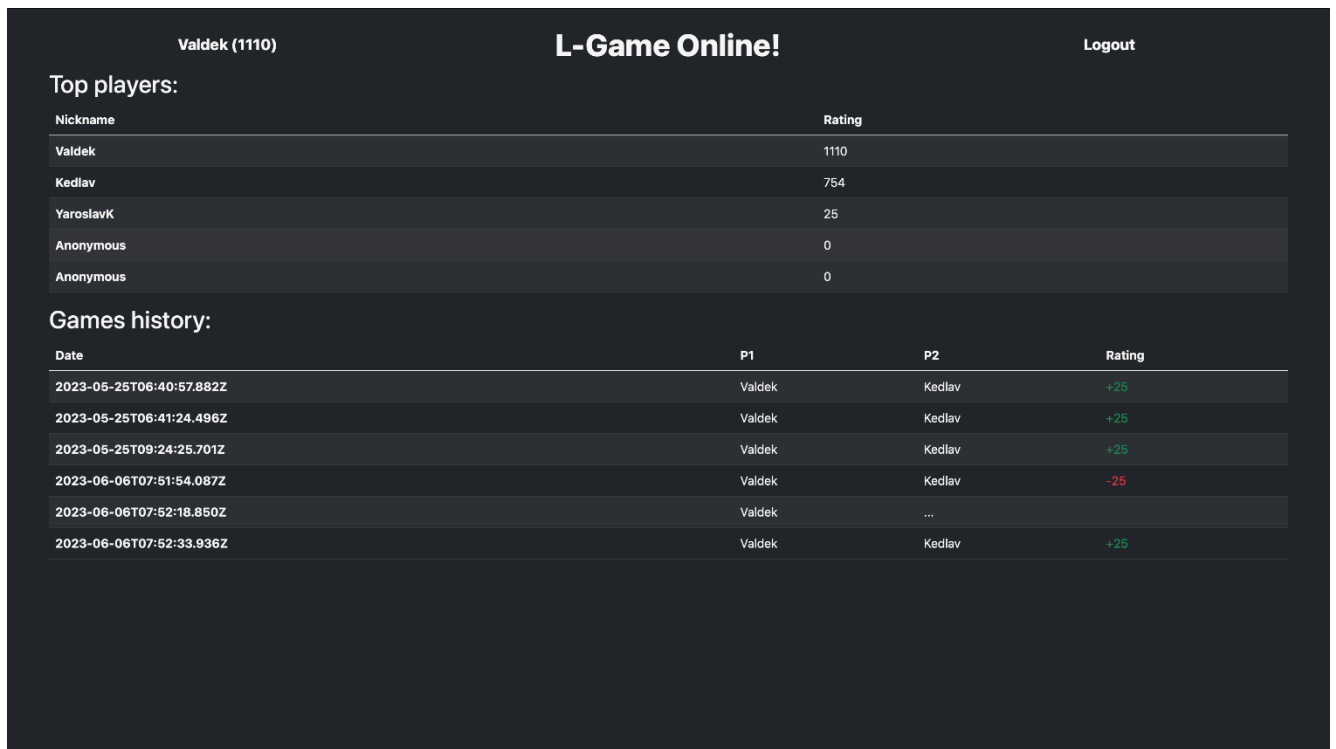 Valdek (1110) L-Game Online! Logout
Top players:
Nickname Rating
Valdek 1110
Kedlav 754
YaroslavK 25
Anonymous 0
Anonymous 0
Games history:
Date P1 P2 Rating
2023-05-25T06:40:57.882Z Valdek Kedlav +25
2023-05-25T06:41:24.496Z Valdek Kedlav +25
2023-05-25T09:24:25.701Z Valdek Kedlav +25
2023-06-06T07:51:54.087Z Valdek Kedlav -25
2023-06-06T07:52:18.850Z Valdek ...
2023-06-06T07:52:33.936Z Valdek Kedlav +25